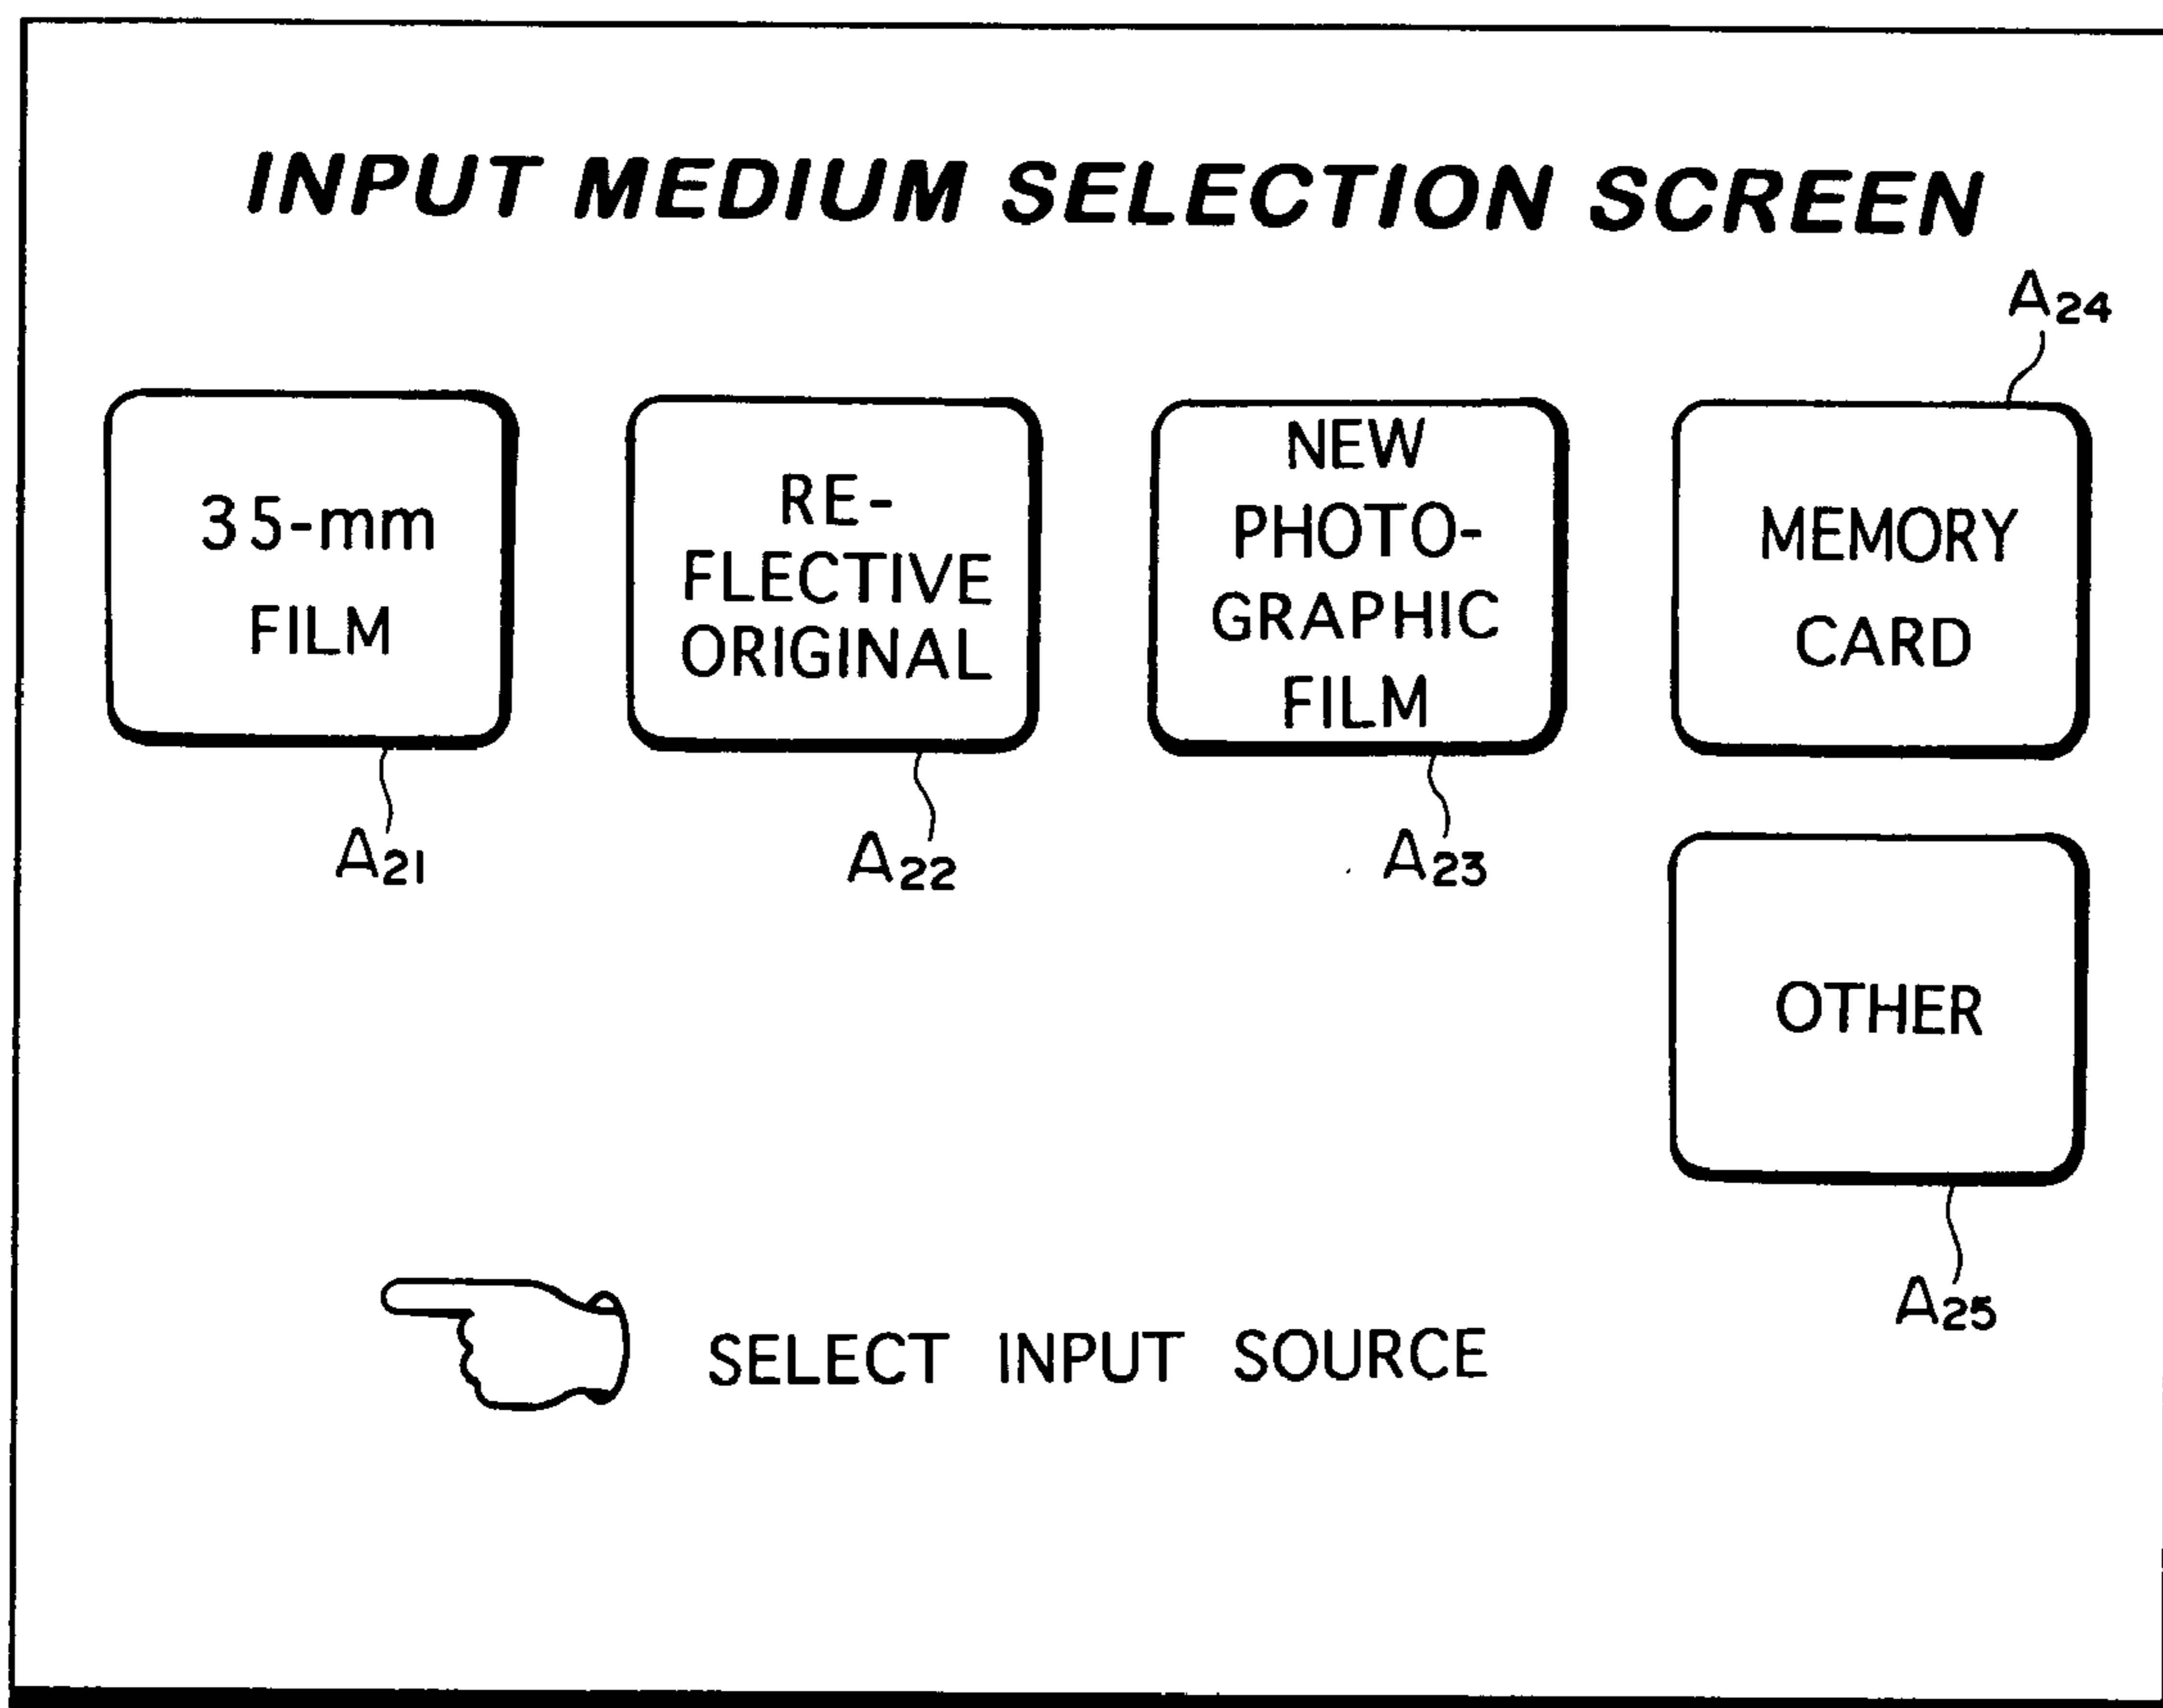 INPUT MEDIUM SELECTION SCREEN
A24
35-mm
FILM
RE-
FLECTIVE
ORIGINAL
NEW
PHOTO-
GRAPHIC
FILM
MEMORY
CARD
A21
A22
A23
OTHER
A25
SELECT INPUT SOURCE